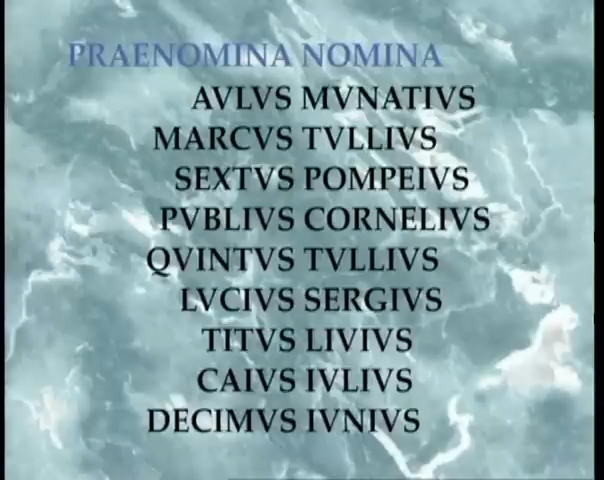 PRAENOMINA NOMINA
AVLVS MVNATIVS
MARCVS TVLLIVS
SEXTVS POMPEIVS
PVBLIVS CORNELIVS
QVINTVS TVLLIVS
LVCIVS SERGIVS
TITVS LIVIVS
CAIVS IVLIVS
DECIMVS IVNIVS